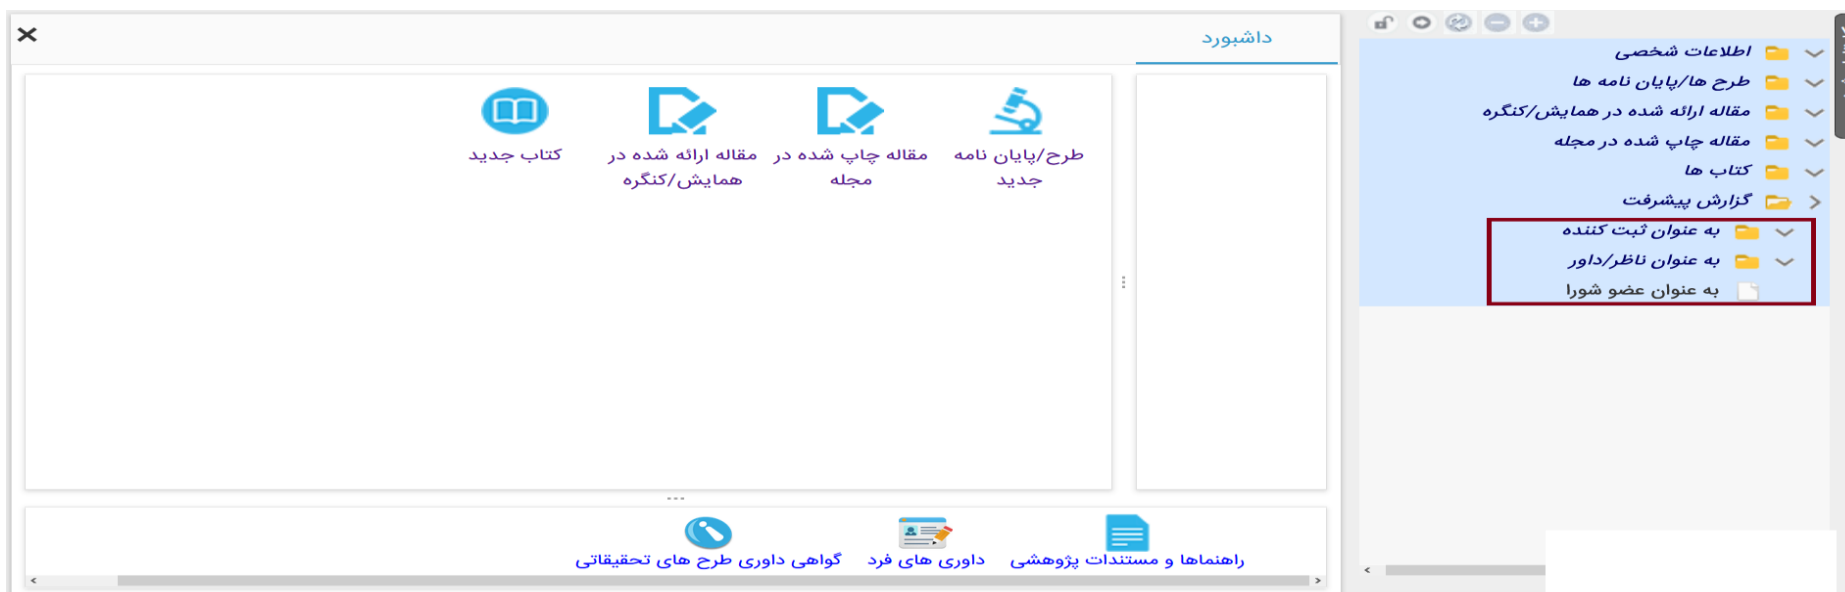 اطلاعات شخصی
طرح ها/پایان نامه ها
مقاله ارائه شده در همایش/کنگره
مقاله چاپ شده در مجله
کتاب ها
گزارش پیشرفت
به عنوان ثبت کننده
به عنوان ناظر/داور
به عنوان عضو شورا
داشبورد
طرح/پایان نامه
جدید
مقاله چاپ شده در
مجله
مقاله ارائه شده در
همایش/کنگره
کتاب جدید
راهنماها و مستندات پژوهشی
داوری های فرد
گواهی داوری طرح های تحقیقاتی